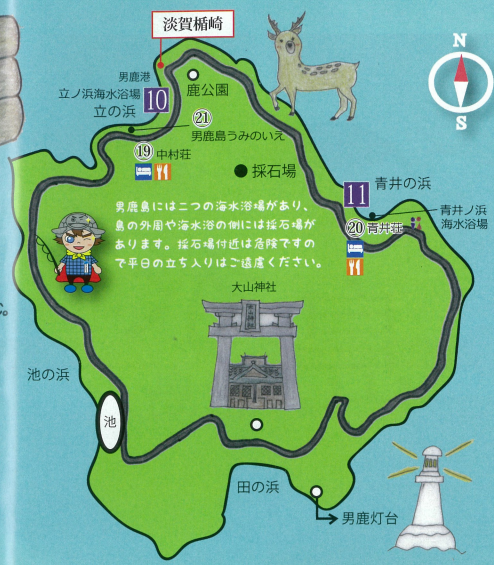 淡賀楯崎
N
S
男鹿港
立ノ浜海水浴場
10
立の浜
鹿公園
㉑
男鹿島うみのいえ
⑲
中村荘
採石場
11
青井の浜
青井ノ浜
海水浴場
⑳
青井荘
男鹿島には二つの海水浴場があり、
島の外周や海水浴の側には採石場が
あります。採石場付近は危険ですの
で平日の立ち入りはご遠慮ください。
大山神社
大山神社
池の浜
池
田の浜
男鹿灯台